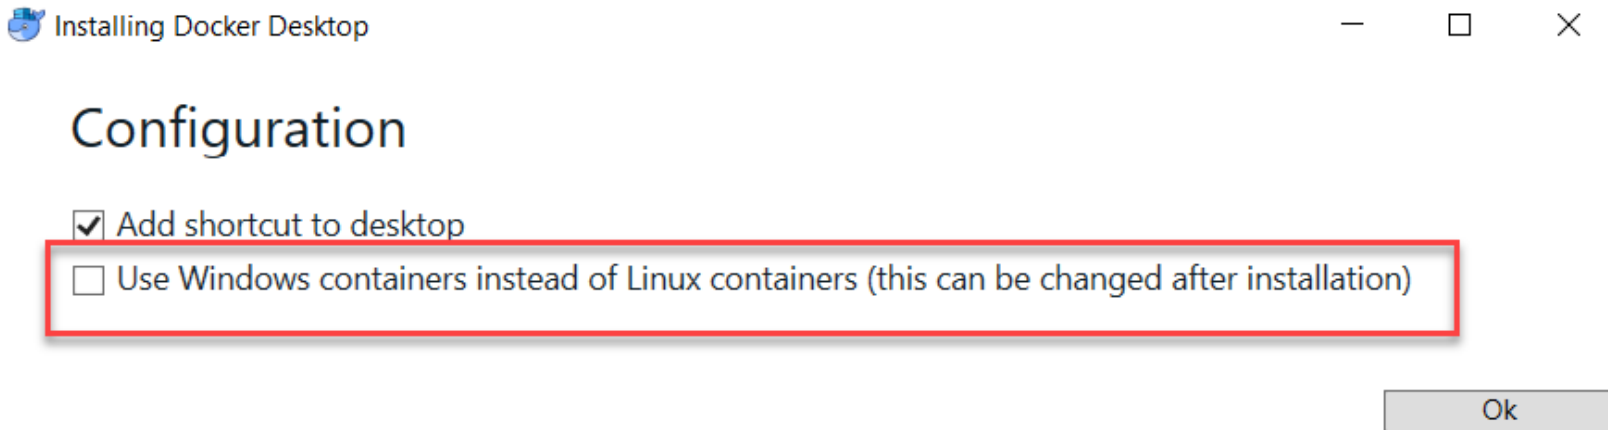 Installing Docker Desktop
Configuration
Add shortcut to desktop
Use Windows containers instead of Linux containers (this can be changed after installation)
Ok